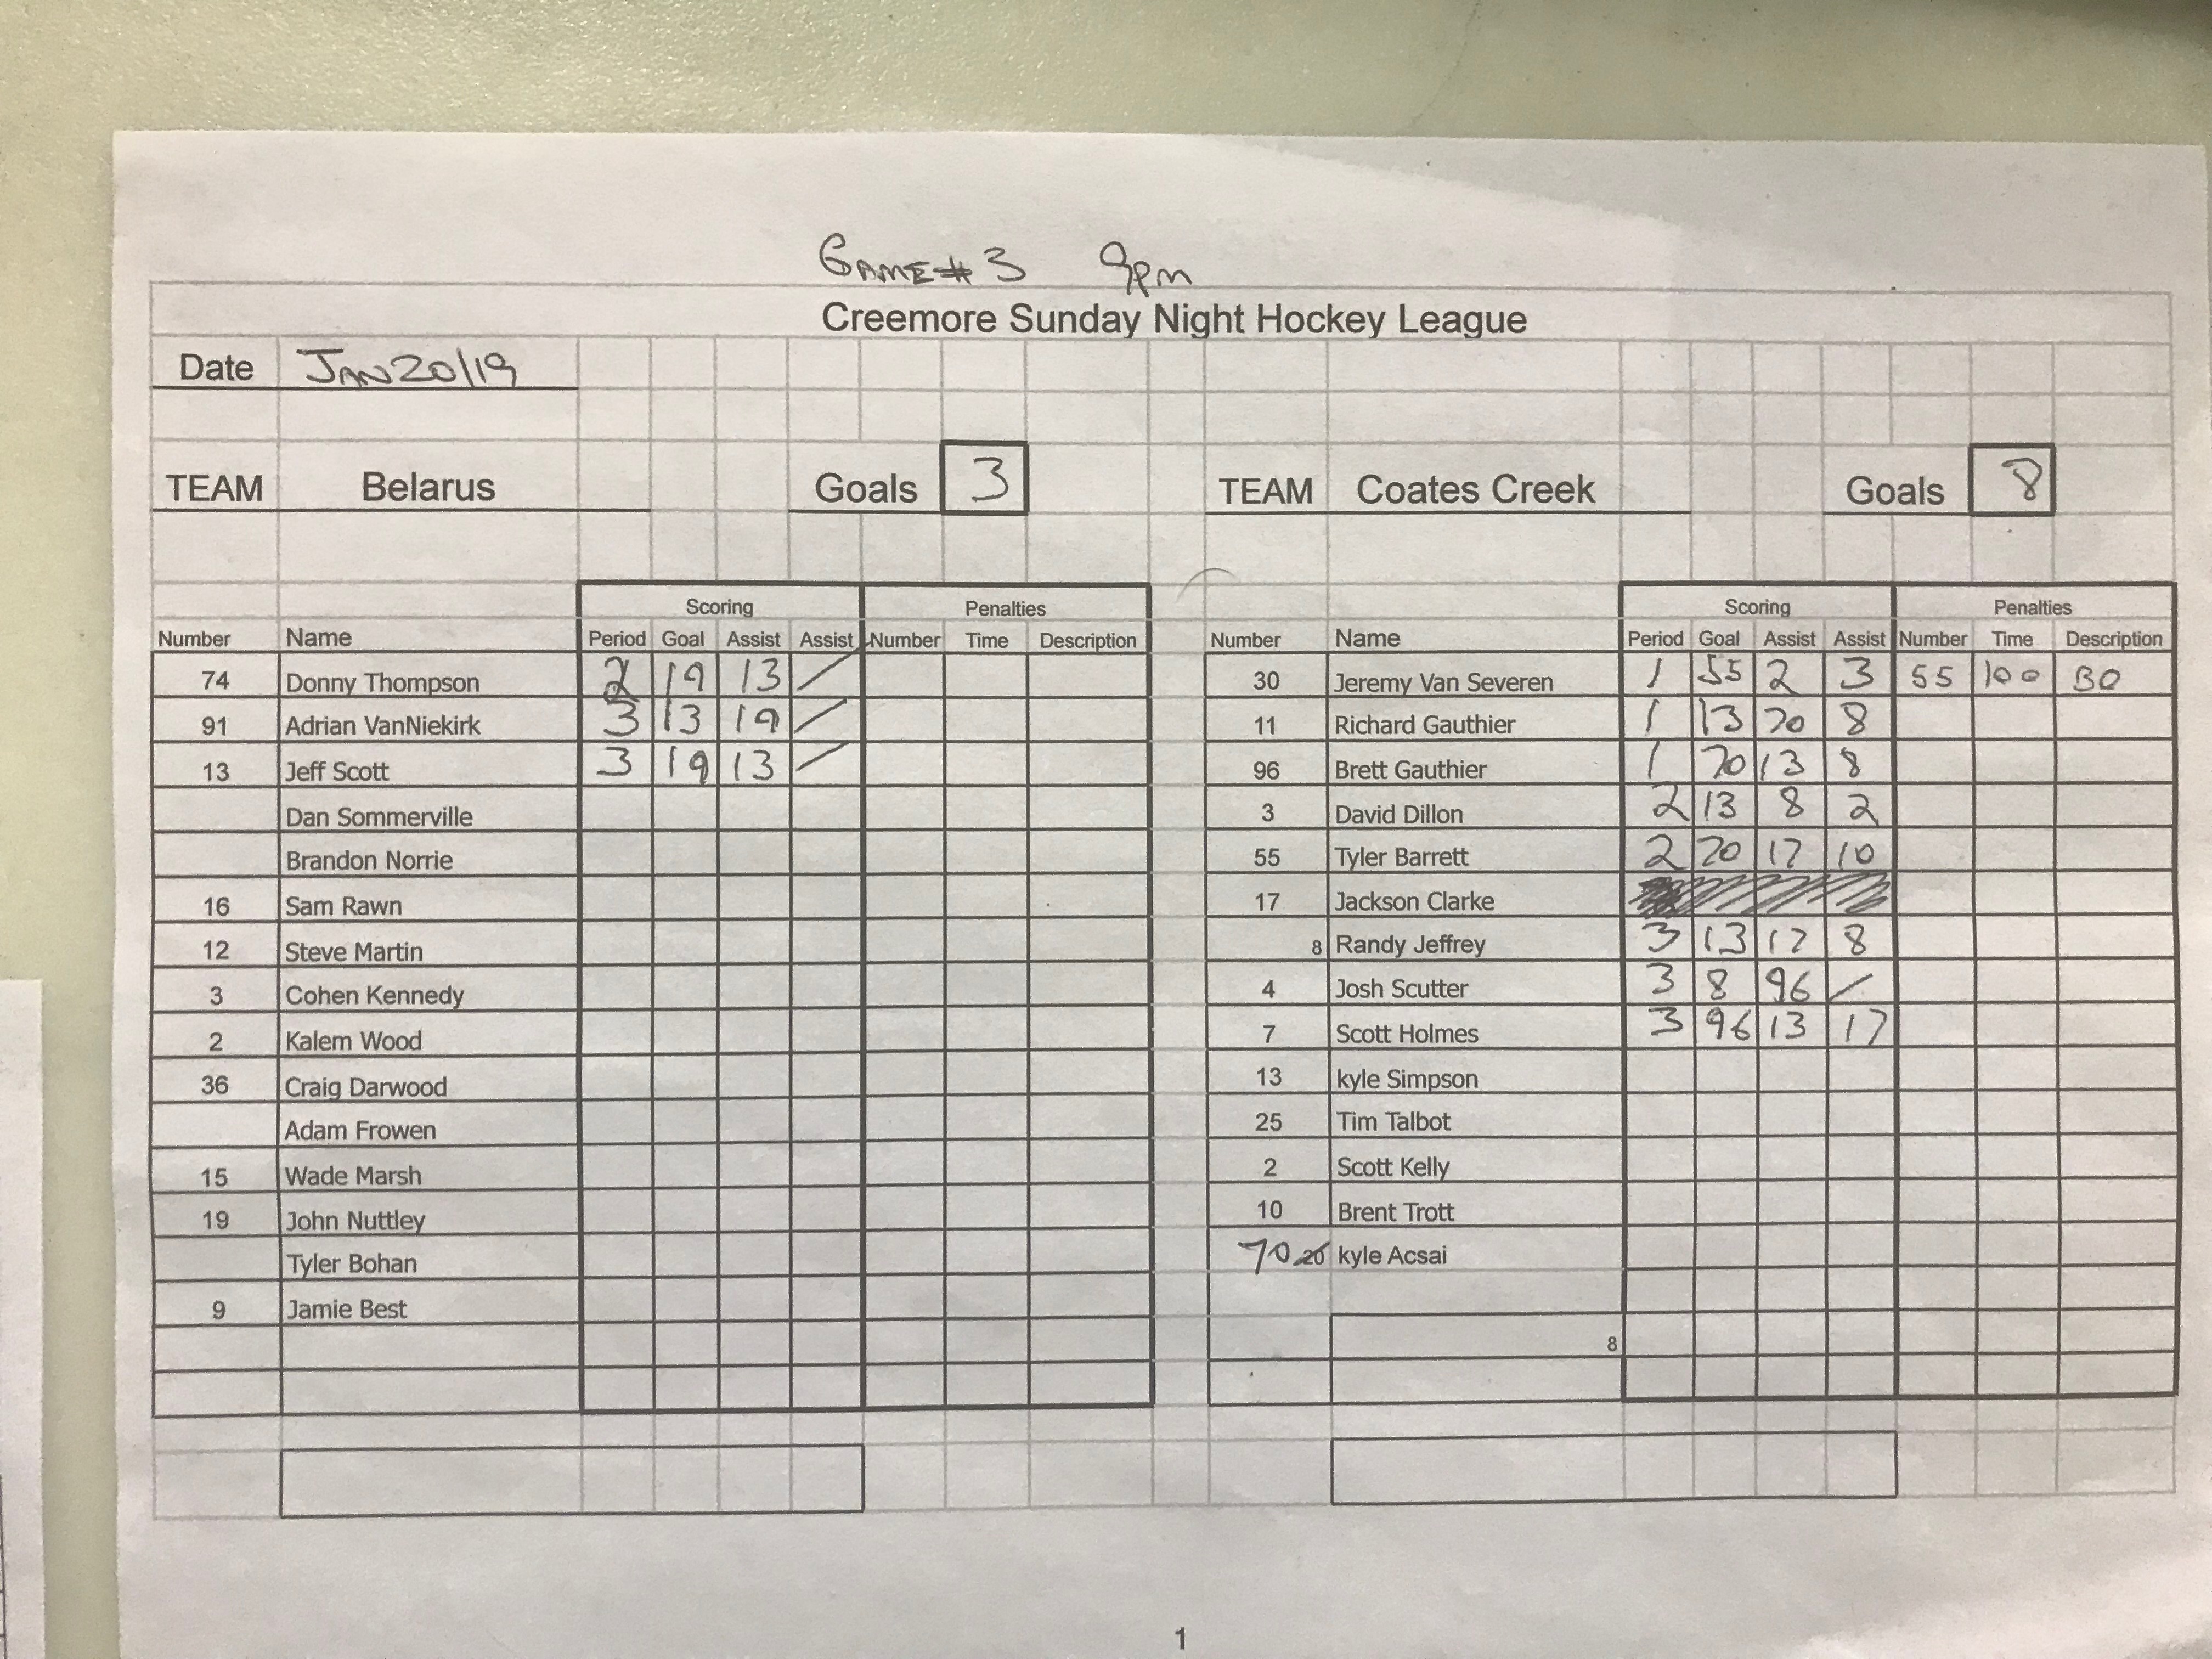 GAME # 3 9pm
Creemore Sunday Night Hockey League
Date Jan 20/19
TEAM Belarus Goals 3 TEAM Coates Creek Goals 8
Scoring Penalties Scoring Penalties
Number Name Period Goal Assist Assist Number Time Description Number Name Period Goal Assist Assist Number Time Description
74 Donny Thompson 2 19 13 / 30 Jeremy Van Severen 1 55 2 3 55 100 BO
91 Adrian VanNiekirk 3 13 19 / 11 Richard Gauthier 1 13 70 8
13 Jeff Scott 3 19 13 / 96 Brett Gauthier 1 70 13 8
Dan Sommerville 3 David Dillon 2 13 8 2
Brandon Norrie 55 Tyler Barrett 2 70 17 10
16 Sam Rawn 17 Jackson Clarke
12 Steve Martin 8 Randy Jeffrey 3 13 17 8
3 Cohen Kennedy 4 Josh Scutter 3 8 96 /
2 Kalem Wood 7 Scott Holmes 3 96 13 17
36 Craig Darwood 13 kyle Simpson
Adam Frowen 25 Tim Talbot
15 Wade Marsh 2 Scott Kelly
19 John Nuttley 10 Brent Trott
Tyler Bohan 70 kyle Acsai
9 Jamie Best
8
1